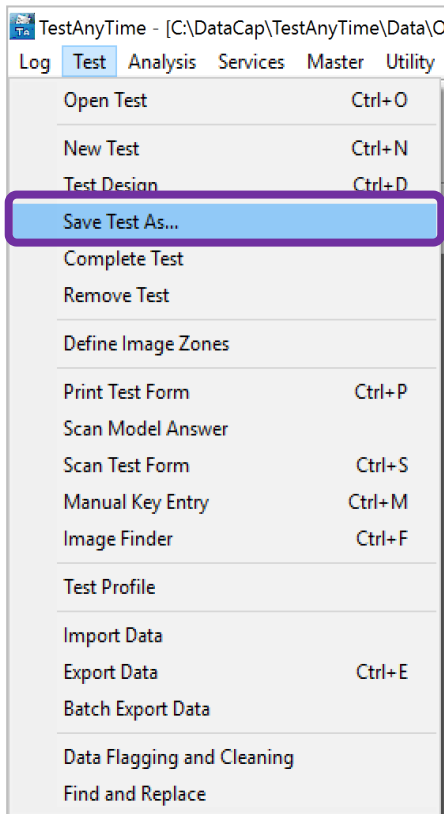 TestAnyTime - [C:\DataCap\TestAnyTime\Data\O
Log Test Analysis Services Master Utility
Open Test Ctrl+O
New Test Ctrl+N
Test Design Ctrl+D
Save Test As...
Complete Test
Remove Test
Define Image Zones
Print Test Form Ctrl+P
Scan Model Answer
Scan Test Form Ctrl+S
Manual Key Entry Ctrl+M
Image Finder Ctrl+F
Test Profile
Import Data
Export Data Ctrl+E
Batch Export Data
Data Flagging and Cleaning
Find and Replace